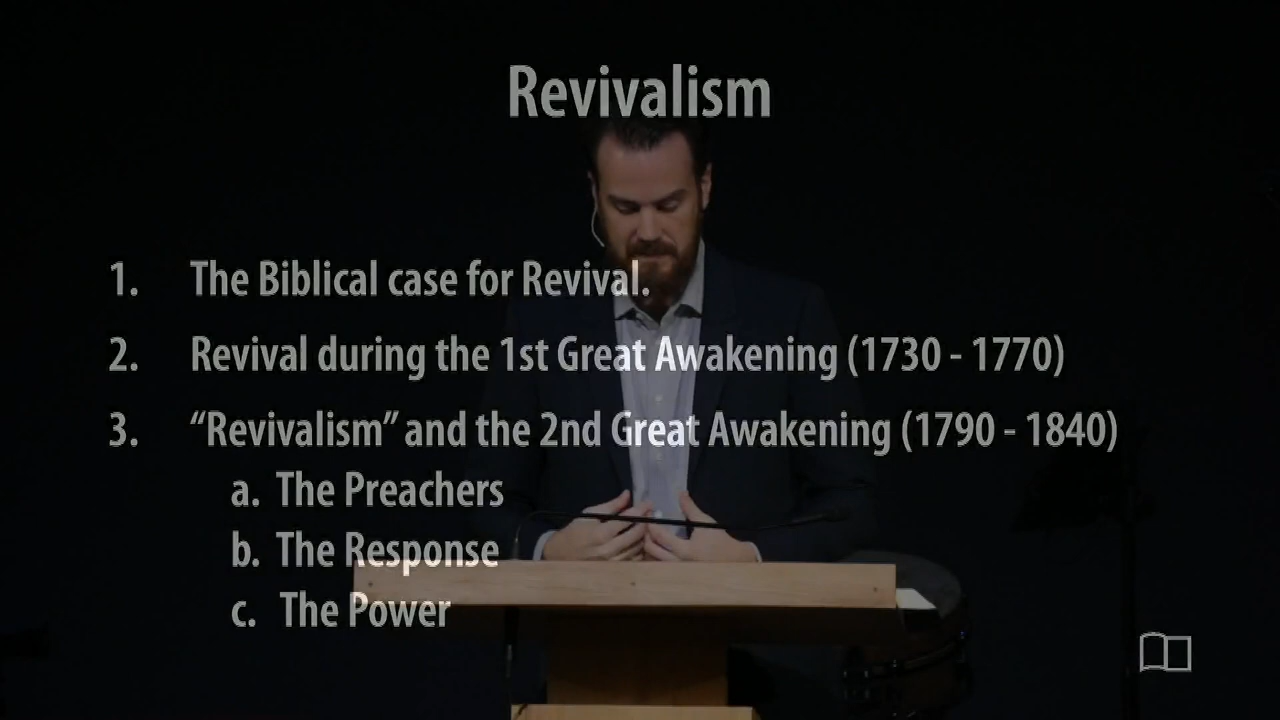 Revivalism
1. The Biblical case for Revival.
2. Revival during the 1st Great Awakening (1730 - 1770)
3. “Revivalism” and the 2nd Great Awakening (1790 - 1840)
a. The Preachers
b. The Response
c. The Power